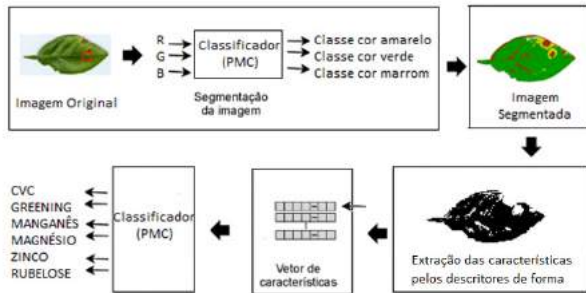 Imagem Original
R
G
B
Classificador
(PMC)
Segmentação
da imagem
Classe cor amarelo
Classe cor verde
Classe cor marrom
Imagem
Segmentada
Extração das características
pelos descritores de forma
Vetor de
características
Classificador
(PMC)
CVC
GREENING
MANGANÊS
MAGNÉSIO
ZINCO
RUBELOSE